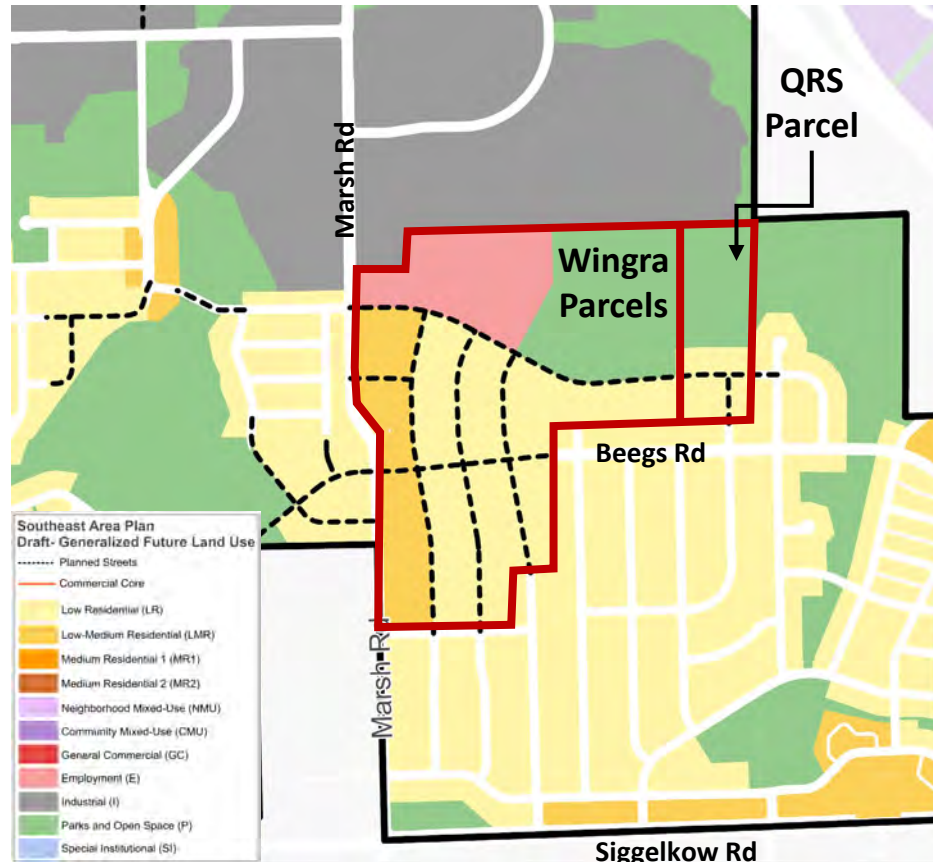 QRS
Parcel
Marsh Rd
Wingra
Parcels
Beegs Rd
Southeast Area Plan
Draft- Generalized Future Land Use
Planned Streets
Commercial Core
Low Residential (LR)
Low-Medium Residential (LMR)
Medium Residential 1 (MR1)
Medium Residential 2 (MR2)
Neighborhood Mixed-Use (NMU)
Community Mixed-Use (CMU)
General Commercial (GC)
Employment (E)
Industrial (I)
Parks and Open Space (P)
Special Institutional (SI)
Marsh Rd
Siggelkow Rd